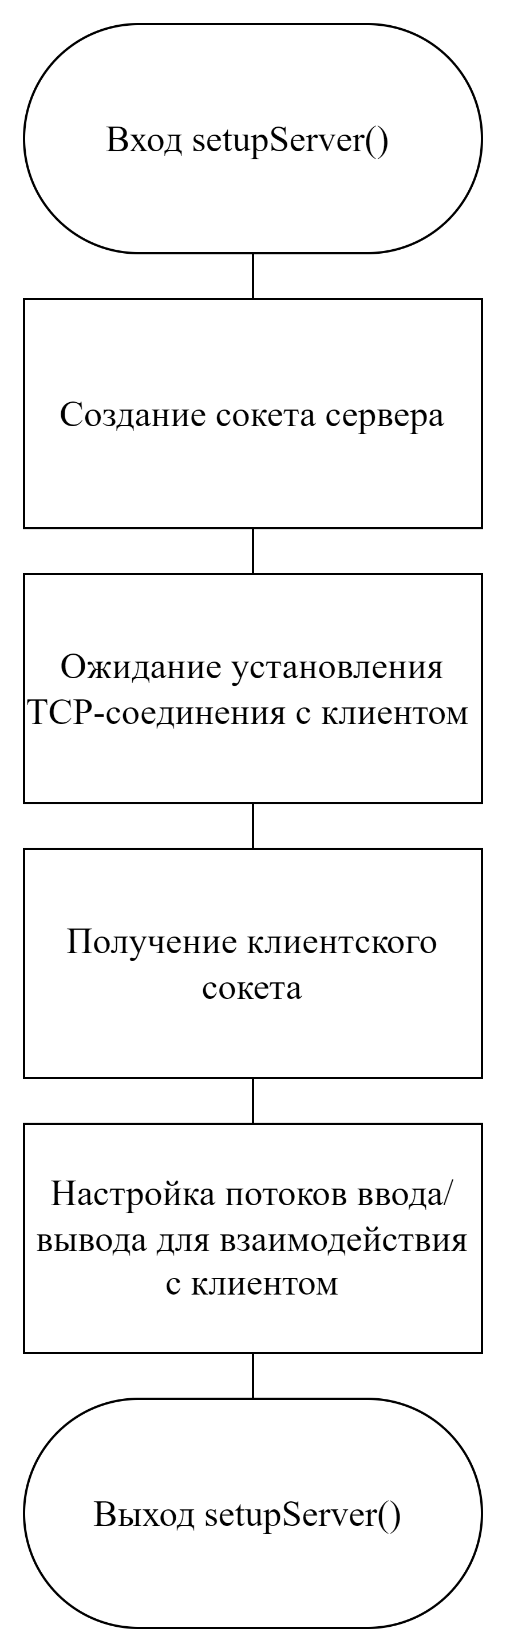 Вход setupServer()
Создание сокета сервера
Ожидание установления
TCP-соединения с клиентом
Получение клиентского
сокета
Настройка потоков ввода/
вывода для взаимодействия
с клиентом
Выход setupServer()